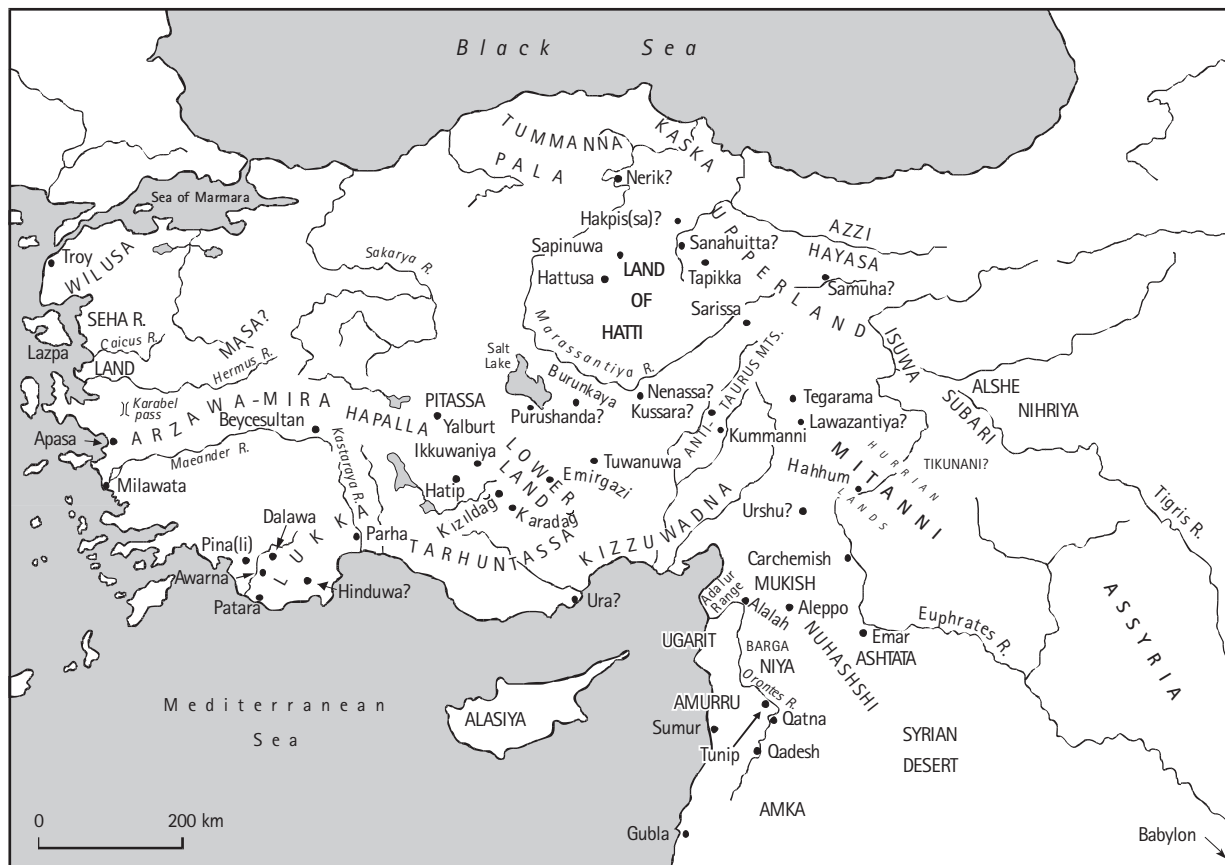 Black Sea
TUMMANNA
KASKA
PALA
Nerik?
Sea of Marmara
Hakpis(sa)?
UPPER LAND
AZZI
HAYASA
Sapinuwa
Sanahuitta?
Troy
WILUSA
Sakarya R.
Hattusa
LAND
OF
HATTI
Tapikka
Samuha?
Sarissa
SEHA R.
LAND
Lazpa
Caicus R.
MASA?
Hermus R.
Marassantiya R.
ISUWA
Salt
Lake
Burunkaya
ANTI-TAURUS MTS.
ALSHE
SUBARI
NIHRIYA
Karabel
pass
ARZAWA-MIRA
HAPALLA
PITASSA
Nenassa?
Kussara?
Tegarama
Purushanda?
Lawazantiya?
Beycesultan
Yalburt
Apasa
Kummanni
Maeander R.
Kastaraya R.
Ikkuwaniya
LOWER
LAND
Tuwanuwa
HURRIAN
LANDS
MITANNI
TIKUNANI?
Hahhum
Emirgazi
Milawata
Hatip
Kizildağ
Karadağ
Urshu?
Tigris R.
Dalawa
Parha
TARHUNTASSA
KIZZUWADNA
Pina(li)
LUKKA
Carchemish
Awarna
Hinduwa?
MUKISH
Adalur
Range
Patara
Ura?
Alalah
Aleppo
ASSYRIA
Euphrates R.
Emar
ASHTATA
UGARIT
BARGA
NIYA
NUHASHSHI
Orontes R.
AMURRU
Mediterranean
Sea
ALASIYA
Sumur
Qatna
Tunip
Qadesh
SYRIAN
DESERT
AMKA
0 200 km
Gubla
Babylon